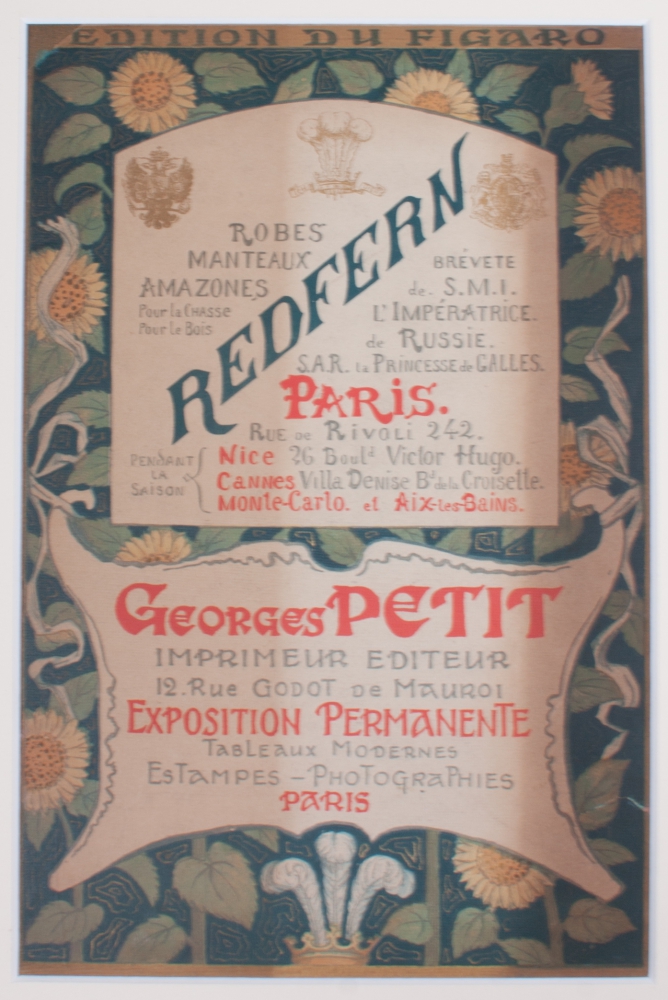 EDITION DU FIGARO
ROBES
MANTEAUX
AMAZONES
Pour la CHASSE
Pour Le Bois
REDFERN
BRÉVETE
de S.M.I.
L'IMPÉRATRICE.
de RUSSIE.
S.A.R. la PRINCESSE de GALLES.
PARIS.
RUE DE RIVOLI 242.
PENDANT
LA
SAISON
Nice 26 Boulᵈ Victor Hugo.
CANNES Villa Denise Bᵈ de la Croisette.
MONTE-Carlo. et Aix-les-Bains.
GEORGES PETIT
IMPRIMEUR EDITEUR
12. Rue GODOT DE MAUROI
EXPOSITION PERMANENTE
TABLEAUX MODERNES
ESTAMPES - PHOTOGRAPHIES
PARIS